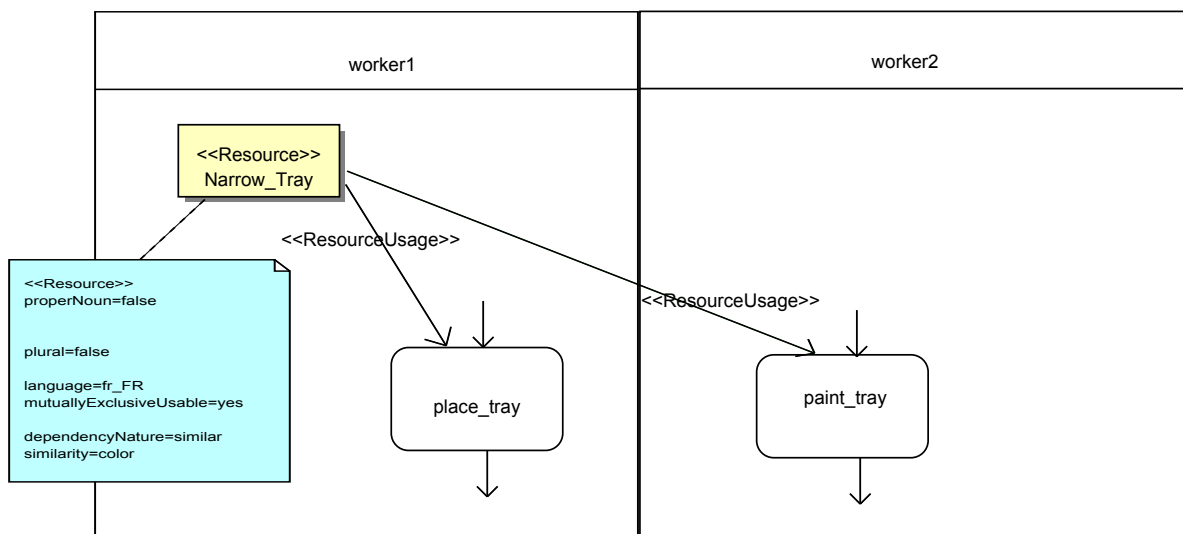 worker1
worker2
<<Resource>>
Narrow_Tray
<<ResourceUsage>>
<<Resource>>
properNoun=false
plural=false
language=fr_FR
mutuallyExclusiveUsable=yes
dependencyNature=similar
similarity=color
<<ResourceUsage>>
place_tray
paint_tray